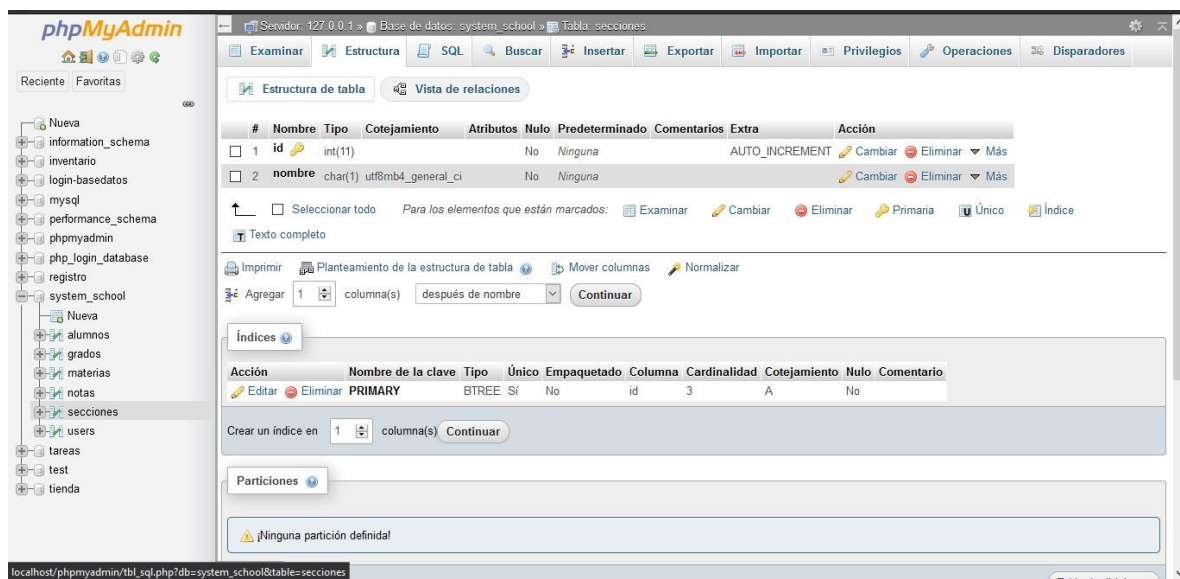 phpMyAdmin
Reciente Favoritas
Nueva
information_schema
inventario
login-basedatos
mysql
performance_schema
phpmyadmin
php_login_database
registro
system_school
Nueva
alumnos
grados
materias
notas
secciones
users
tareas
test
tienda
localhost/phpmyadmin/tbl_sql.php?db=system_school&table=secciones
Servidor: 127.0.0.1 » Base de datos: system_school » Tabla: secciones
Examinar Estructura SQL Buscar Insertar Exportar Importar Privilegios Operaciones Disparadores
Estructura de tabla Vista de relaciones
# Nombre Tipo Cotejamiento Atributos Nulo Predeterminado Comentarios Extra Acción
1 id int(11) No Ninguna AUTO_INCREMENT Cambiar Eliminar Más
2 nombre char(1) utf8mb4_general_ci No Ninguna Cambiar Eliminar Más
Seleccionar todo Para los elementos que están marcados: Examinar Cambiar Eliminar Primaria Único Índice
Texto completo
Imprimir Planteamiento de la estructura de tabla Mover columnas Normalizar
Agregar 1 columna(s) después de nombre Continuar
Índices
Acción Nombre de la clave Tipo Único Empaquetado Columna Cardinalidad Cotejamiento Nulo Comentario
Editar Eliminar PRIMARY BTREE Sí No id 3 A No
Crear un índice en 1 columna(s) Continuar
Particiones
¡Ninguna partición definida!